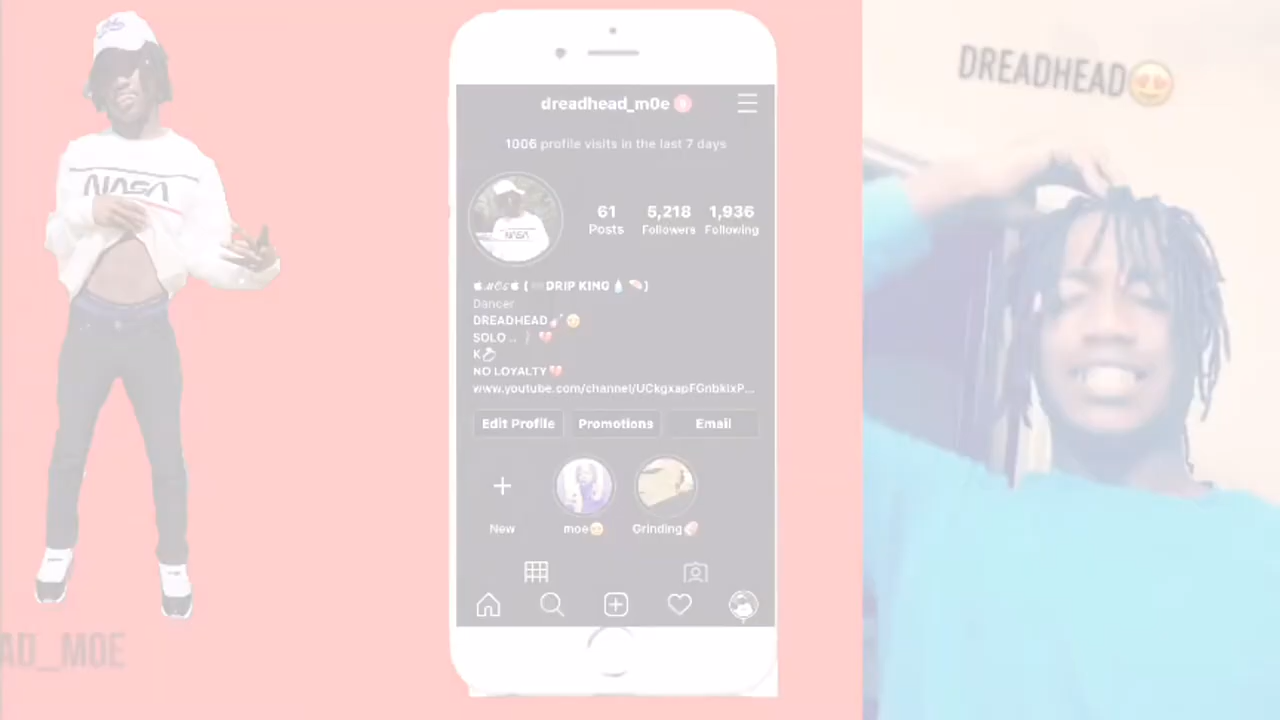 DREADHEAD😍
dreadhead_m0e
1006 profile visits in the last 7 days
NASA
NASA
61
Posts
5,218
Followers
1,936
Following
DRIP KING
Dancer
DREADHEAD
SOLO ..
K
NO LOYALTY💔
www.youtube.com/channel/UCkgxapFGnbkIxP...
Edit Profile
Promotions
Email
New
moe
Grinding
AD_MOE